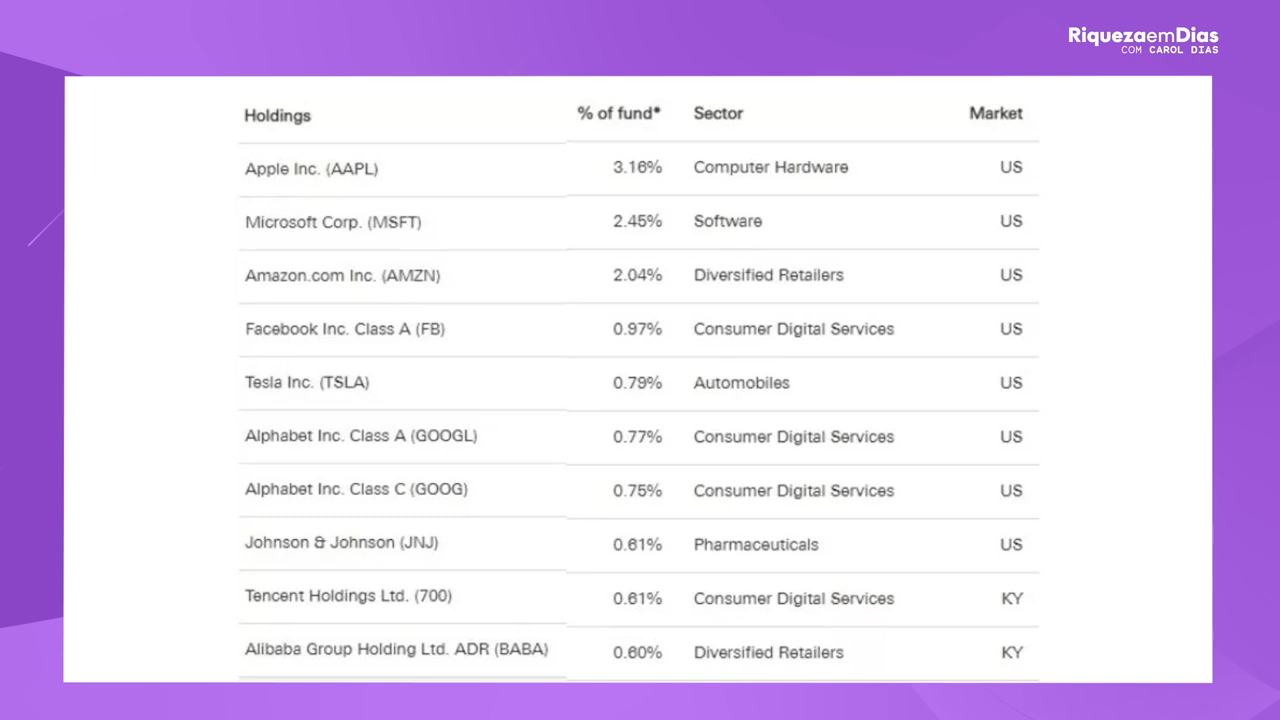 RiquezaemDias
COM CAROL DIAS
Holdings % of fund* Sector Market
Apple Inc. (AAPL) 3.16% Computer Hardware US
Microsoft Corp. (MSFT) 2.45% Software US
Amazon.com Inc. (AMZN) 2.04% Diversified Retailers US
Facebook Inc. Class A (FB) 0.97% Consumer Digital Services US
Tesla Inc. (TSLA) 0.79% Automobiles US
Alphabet Inc. Class A (GOOGL) 0.77% Consumer Digital Services US
Alphabet Inc. Class C (GOOG) 0.75% Consumer Digital Services US
Johnson & Johnson (JNJ) 0.61% Pharmaceuticals US
Tencent Holdings Ltd. (700) 0.61% Consumer Digital Services KY
Alibaba Group Holding Ltd. ADR (BABA) 0.60% Diversified Retailers KY